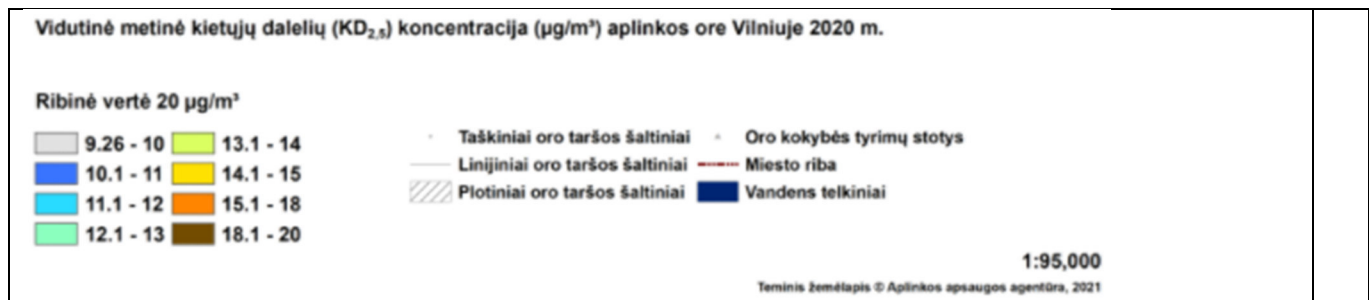 Vidutinė metinė kietųjų dalelių (KD2,5) koncentracija (µg/m³) aplinkos ore Vilniuje 2020 m.
Ribinė vertė 20 µg/m³
9.26 - 10 13.1 - 14
10.1 - 11 14.1 - 15
11.1 - 12 15.1 - 18
12.1 - 13 18.1 - 20
Taškiniai oro taršos šaltiniai Oro kokybės tyrimų stotys
Linijiniai oro taršos šaltiniai Miesto riba
Plotiniai oro taršos šaltiniai Vandens telkiniai
1:95,000
Teminis žemėlapis © Aplinkos apsaugos agentūra, 2021